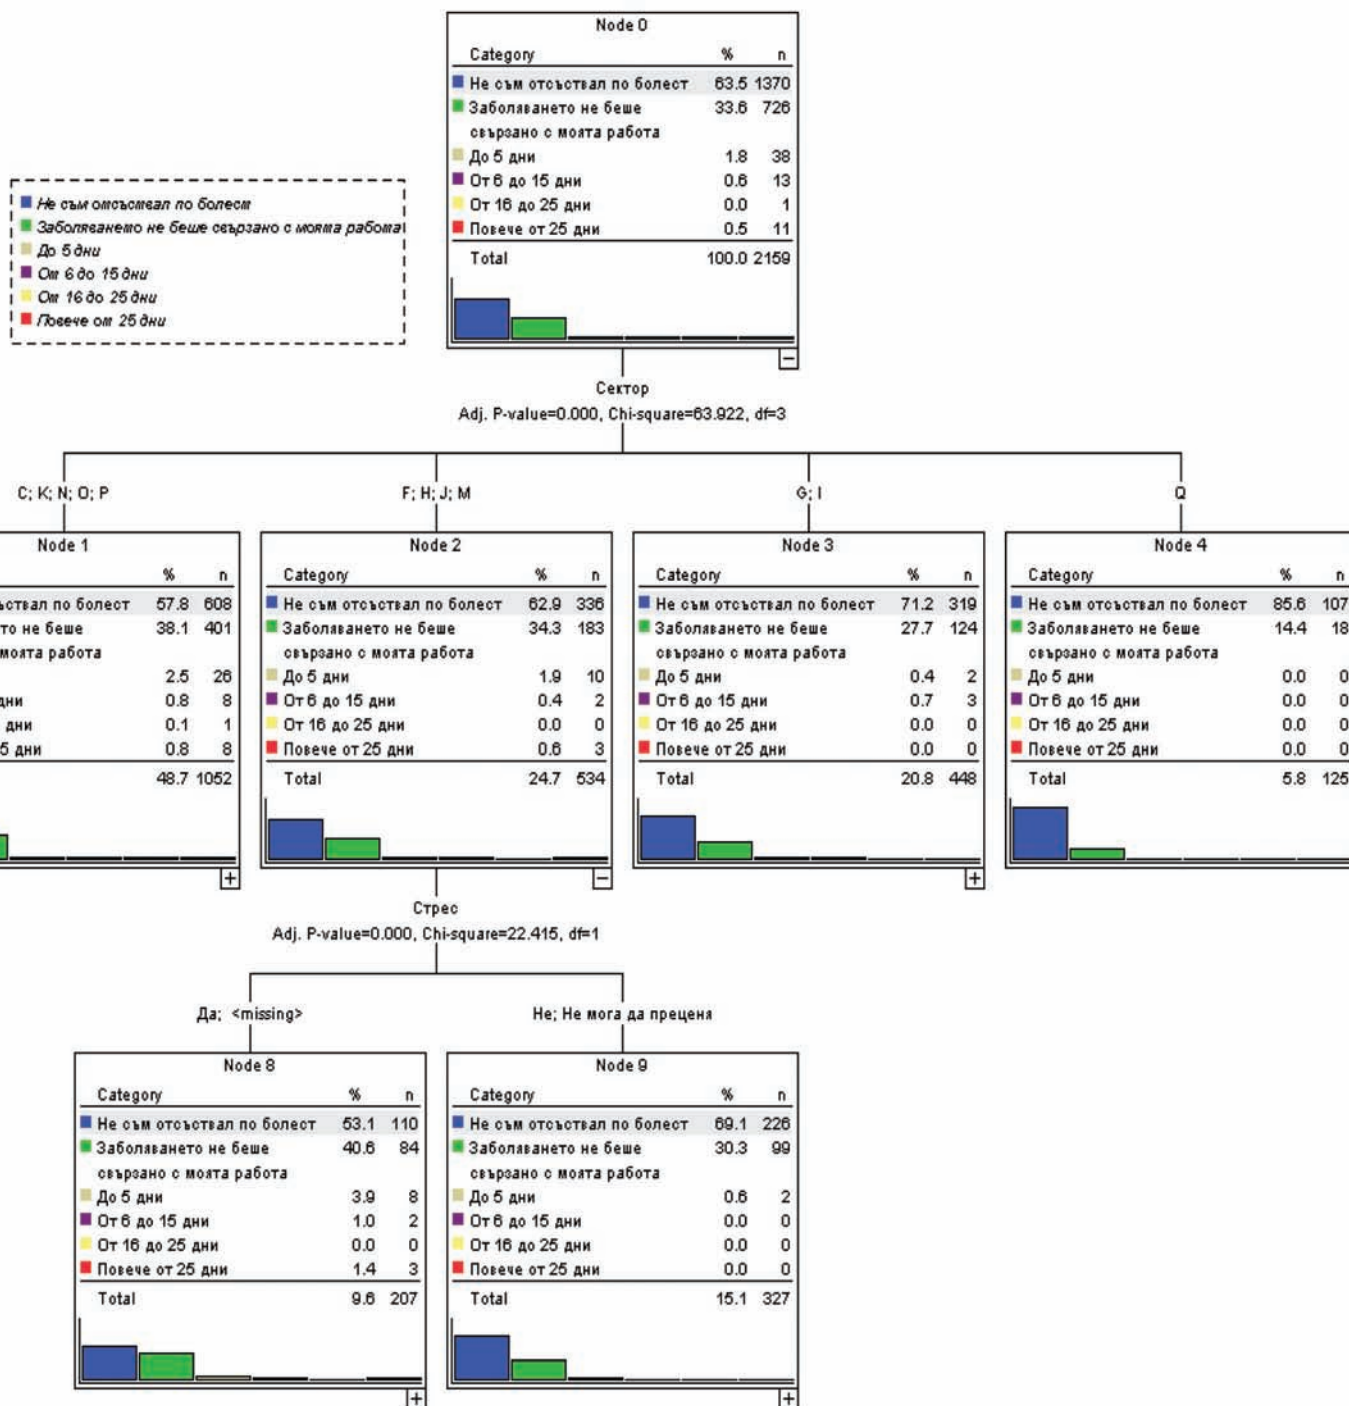 Node 0
Category % n
Не съм отсъствал по болест 63.5 1370
Заболяването не беше 33.6 726
свързано с моята работа
До 5 дни 1.8 38
От 6 до 15 дни 0.6 13
От 16 до 25 дни 0.0 1
Повече от 25 дни 0.5 11
Total 100.0 2159
Не съм отсъствал по болест
Заболяването не беше свързано с моята работа
До 5 дни
От 6 до 15 дни
От 16 до 25 дни
Повече от 25 дни
Сектор
Adj. P-value=0.000, Chi-square=63.922, df=3
C; K; N; O; P
F; H; J; M
G; I
Q
Node 1
% n
ъствал по болест 57.8 608
то не беше 38.1 401
моята работа
2.5 26
дни 0.8 8
дни 0.1 1
5 дни 0.8 8
48.7 1052
Node 2
Category % n
Не съм отсъствал по болест 62.9 336
Заболяването не беше 34.3 183
свързано с моята работа
До 5 дни 1.9 10
От 6 до 15 дни 0.4 2
От 16 до 25 дни 0.0 0
Повече от 25 дни 0.6 3
Total 24.7 534
Node 3
Category % n
Не съм отсъствал по болест 71.2 319
Заболяването не беше 27.7 124
свързано с моята работа
До 5 дни 0.4 2
От 6 до 15 дни 0.7 3
От 16 до 25 дни 0.0 0
Повече от 25 дни 0.0 0
Total 20.8 448
Node 4
Category % n
Не съм отсъствал по болест 85.6 107
Заболяването не беше 14.4 18
свързано с моята работа
До 5 дни 0.0 0
От 6 до 15 дни 0.0 0
От 16 до 25 дни 0.0 0
Повече от 25 дни 0.0 0
Total 5.8 125
Стрес
Adj. P-value=0.000, Chi-square=22.415, df=1
Да; <missing>
Не; Не мога да преценя
Node 8
Category % n
Не съм отсъствал по болест 53.1 110
Заболяването не беше 40.6 84
свързано с моята работа
До 5 дни 3.9 8
От 6 до 15 дни 1.0 2
От 16 до 25 дни 0.0 0
Повече от 25 дни 1.4 3
Total 9.6 207
Node 9
Category % n
Не съм отсъствал по болест 69.1 226
Заболяването не беше 30.3 99
свързано с моята работа
До 5 дни 0.6 2
От 6 до 15 дни 0.0 0
От 16 до 25 дни 0.0 0
Повече от 25 дни 0.0 0
Total 15.1 327